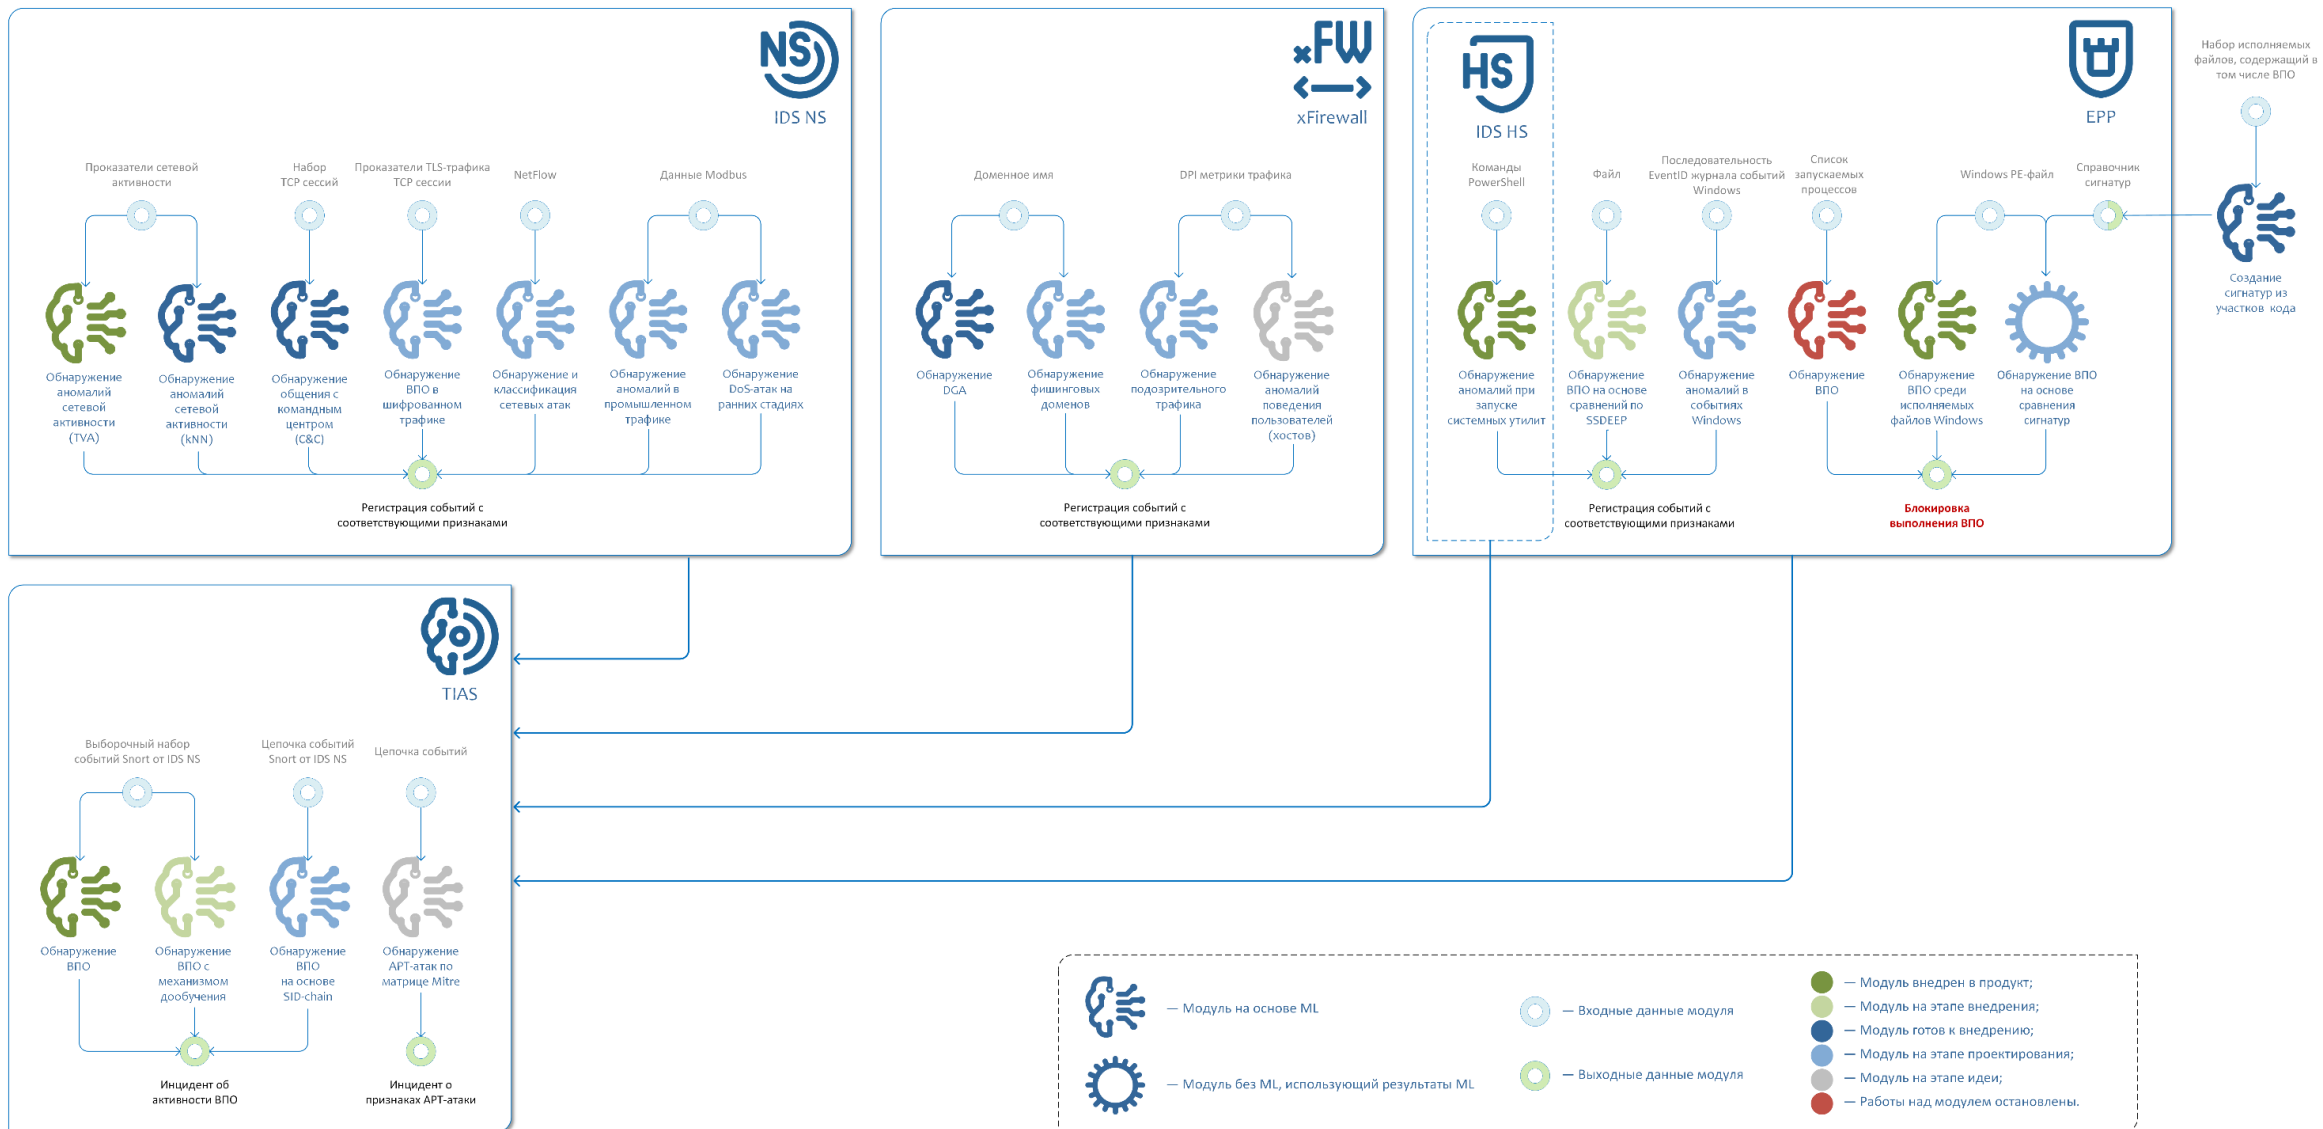 NS
IDS NS
Проказатели сетевой
активности
Набор
TCP сессий
Проказатели TLS-трафика
TCP сессии
NetFlow
Данные Modbus
Обнаружение
аномалий
сетевой
активности
(TVA)
Обнаружение
аномалий
сетевой
активности
(kNN)
Обнаружение
общения с
командным
центром
(C&C)
Обнаружение
ВПО в
шифрованном
трафике
Обнаружение и
классификация
сетевых атак
Обнаружение
аномалий в
промышленном
трафике
Обнаружение
DoS-атак на
ранних стадиях
Регистрация событий с
соответствующими признаками
xFW
xFirewall
Доменное имя
DPI метрики трафика
Обнаружение
DGA
Обнаружение
фишинговых
доменов
Обнаружение
подозрительного
трафика
Обнаружение
аномалий
поведения
пользователей
(хостов)
Регистрация событий с
соответствующими признаками
HS
IDS HS
EPP
Команды
PowerShell
Файл
Последовательность
EventID журнала событий
Windows
Список
запускаемых
процессов
Windows PE-файл
Справочник
сигнатур
Обнаружение
аномалий при
запуске
системных утилит
Обнаружение
ВПО на основе
сравнений по
SSDEEP
Обнаружение
аномалий в
событиях
Windows
Обнаружение
ВПО
Обнаружение
ВПО среди
исполняемых
файлов Windows
Обнаружение ВПО
на основе
сравнения
сигнатур
Регистрация событий с
соответствующими признаками
Блокировка
выполнения ВПО
Набор исполняемых
файлов, содержащий в
том числе ВПО
Создание
сигнатур из
участков кода
TIAS
Выборочный набор
событий Snort от IDS NS
Цепочка событий
Snort от IDS NS
Цепочка событий
Обнаружение
ВПО
Обнаружение
ВПО с
механизмом
дообучения
Обнаружение
ВПО
на основе
SID-chain
Обнаружение
APT-атак по
матрице Mitre
Инцидент об
активности ВПО
Инцидент о
признаках APT-атаки
— Модуль на основе ML
— Модуль без ML, использующий результаты ML
— Входные данные модуля
— Выходные данные модуля
— Модуль внедрен в продукт;
— Модуль на этапе внедрения;
— Модуль готов к внедрению;
— Модуль на этапе проектирования;
— Модуль на этапе идеи;
— Работы над модулем остановлены.